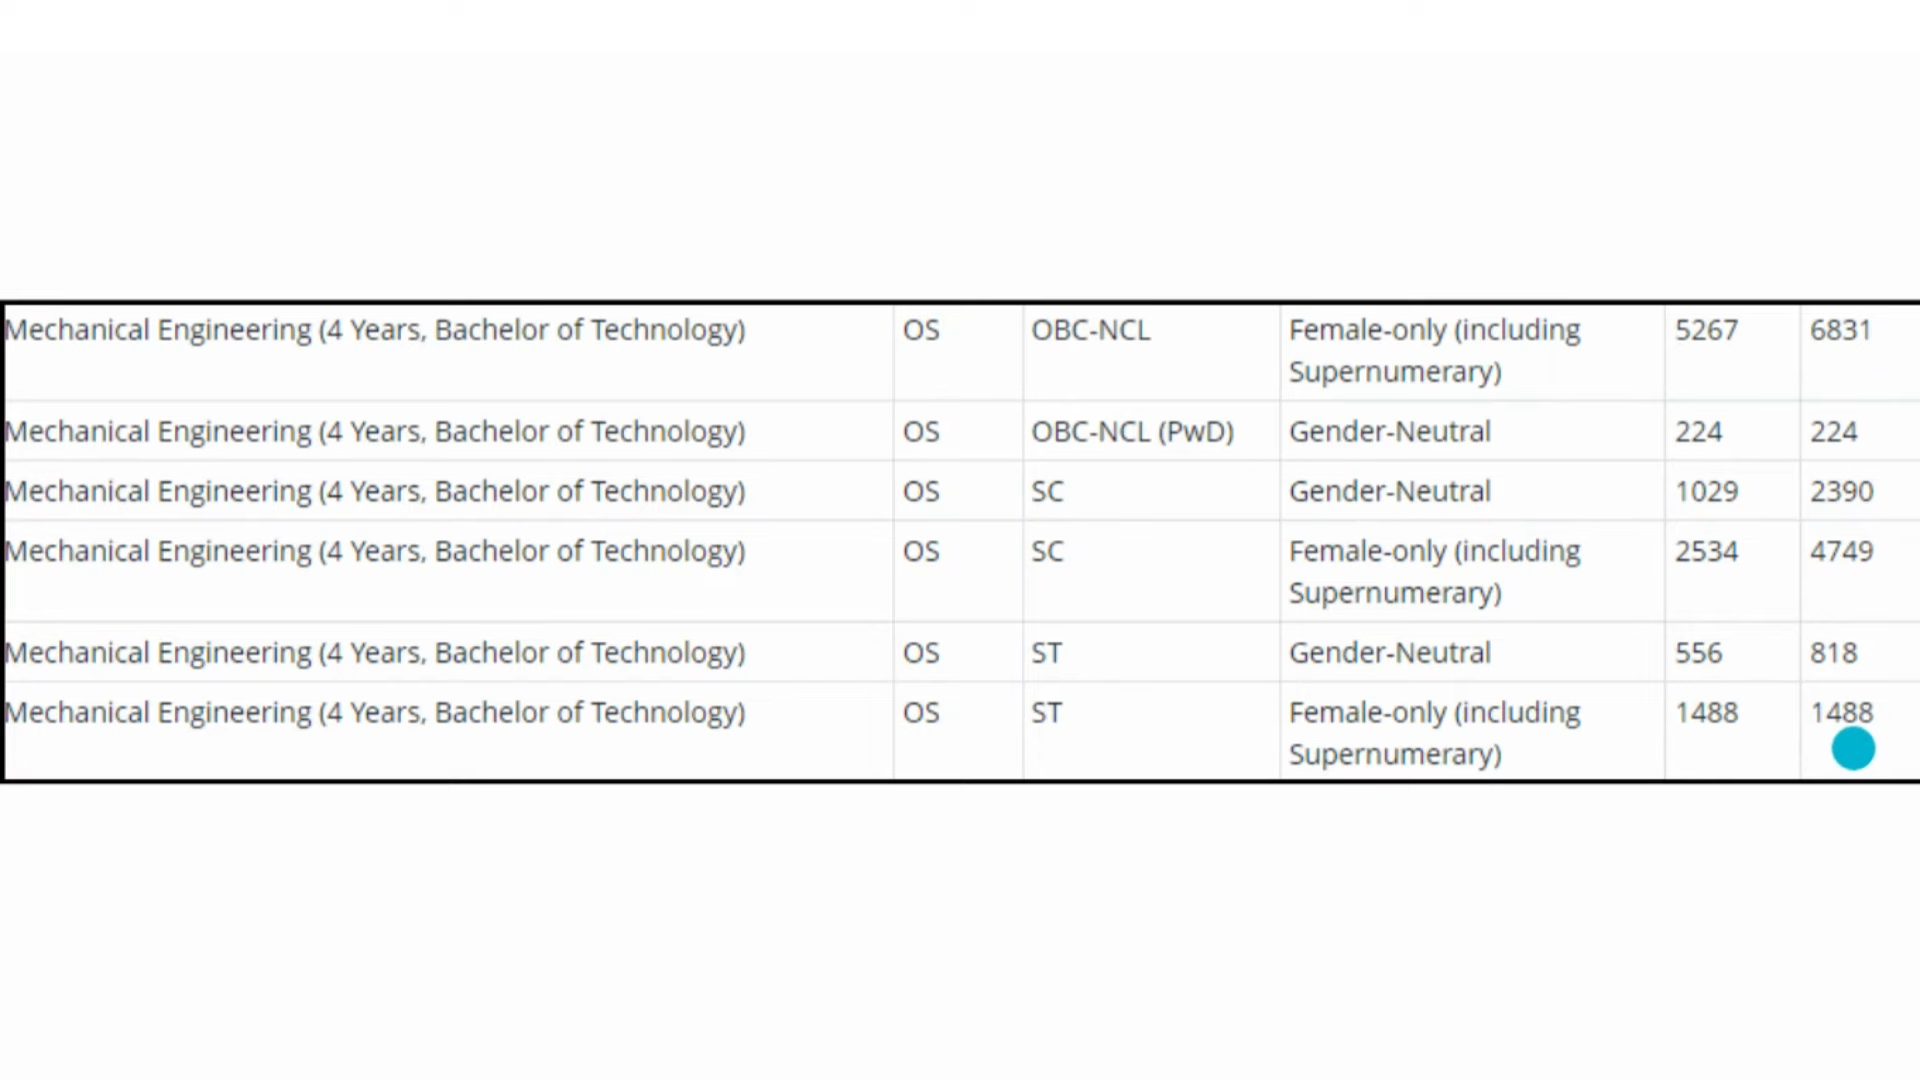 Mechanical Engineering (4 Years, Bachelor of Technology) OS OBC-NCL Female-only (including 5267 6831
Supernumerary)
Mechanical Engineering (4 Years, Bachelor of Technology) OS OBC-NCL (PwD) Gender-Neutral 224 224
Mechanical Engineering (4 Years, Bachelor of Technology) OS SC Gender-Neutral 1029 2390
Mechanical Engineering (4 Years, Bachelor of Technology) OS SC Female-only (including 2534 4749
Supernumerary)
Mechanical Engineering (4 Years, Bachelor of Technology) OS ST Gender-Neutral 556 818
Mechanical Engineering (4 Years, Bachelor of Technology) OS ST Female-only (including 1488 1488
Supernumerary)